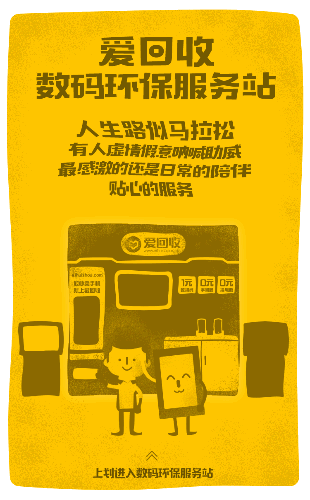 爱回收
数码环保服务站
人生路似马拉松
有人虚情假意呐喊助威
最感激的还是日常的陪伴
贴心的服务
爱回收
1元
0元
0元
上划进入数码环保服务站